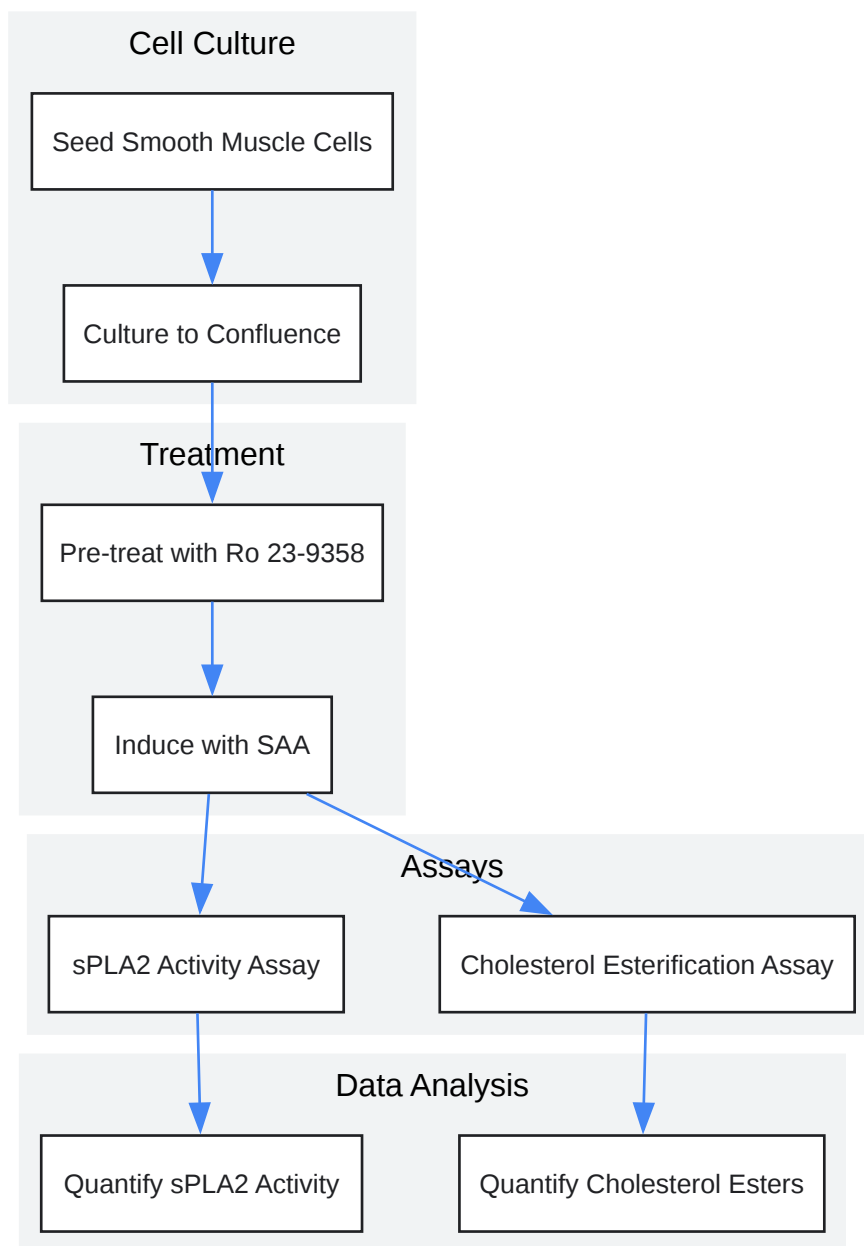 Cell Culture
Seed Smooth Muscle Cells
Culture to Confluence
Treatment
Pre-treat with Ro 23-9358
Induce with SAA
Assays
sPLA2 Activity Assay
Cholesterol Esterification Assay
Data Analysis
Quantify sPLA2 Activity
Quantify Cholesterol Esters